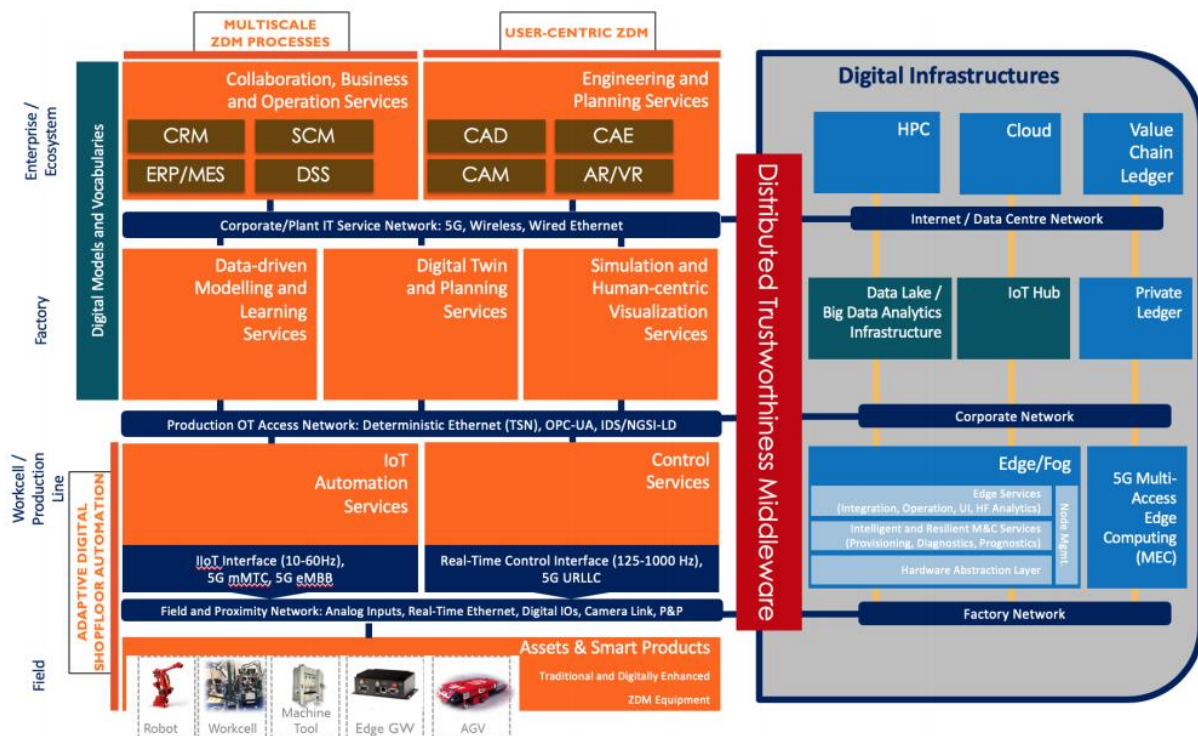 MULTISCALE
ZDM PROCESSES
USER-CENTRIC ZDM
Enterprise /
Ecosystem
Factory
Workcell /
Production
Line
Field
Digital Models and Vocabularies
ADAPTIVE DIGITAL
SHOPFLOOR AUTOMATION
Collaboration, Business
and Operation Services
CRM
SCM
ERP/MES
DSS
Engineering and
Planning Services
CAD
CAE
CAM
AR/VR
Corporate/Plant IT Service Network: 5G, Wireless, Wired Ethernet
Data-driven
Modelling and
Learning
Services
Digital Twin
and Planning
Services
Simulation and
Human-centric
Visualization
Services
Production OT Access Network: Deterministic Ethernet (TSN), OPC-UA, IDS/NGSI-LD
IoT
Automation
Services
Control
Services
IIoT Interface (10-60Hz),
5G mMTC, 5G eMBB
Real-Time Control Interface (125-1000 Hz),
5G URLLC
Field and Proximity Network: Analog Inputs, Real-Time Ethernet, Digital IOs, Camera Link, P&P
Assets & Smart Products
Traditional and Digitally Enhanced
ZDM Equipment
Robot
Workcell
Machine
Tool
Edge GW
AGV
Distributed Trustworthiness Middleware
Digital Infrastructures
HPC
Cloud
Value
Chain
Ledger
Internet / Data Centre Network
Data Lake /
Big Data Analytics
Infrastructure
IoT Hub
Private
Ledger
Corporate Network
Edge/Fog
Edge Services
(Integration, Operation, UI, HF Analytics)
Intelligent and Resilient M&C Services
(Provisioning, Diagnostics, Prognostics)
Hardware Abstraction Layer
Node Mgmt.
5G Multi-
Access
Edge
Computing
(MEC)
Factory Network